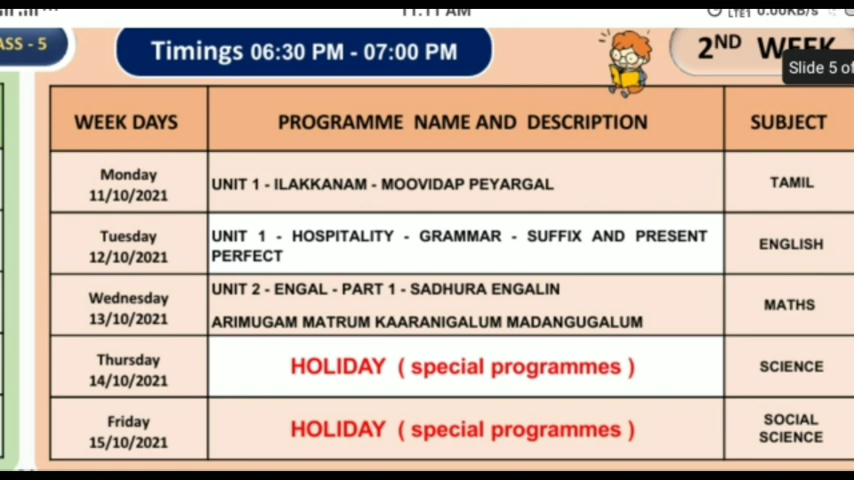 11:11 AM
LTE1 0.00KB/s
ASS - 5
Timings 06:30 PM - 07:00 PM
2ND WEEK
Slide 5 of
WEEK DAYS
PROGRAMME NAME AND DESCRIPTION
SUBJECT
Monday
11/10/2021
UNIT 1 - ILAKKANAM - MOOVIDAP PEYARGAL
TAMIL
Tuesday
12/10/2021
UNIT 1 - HOSPITALITY - GRAMMAR - SUFFIX AND PRESENT
PERFECT
ENGLISH
Wednesday
13/10/2021
UNIT 2 - ENGAL - PART 1 - SADHURA ENGALIN
ARIMUGAM MATRUM KAARANIGALUM MADANGUGALUM
MATHS
Thursday
14/10/2021
HOLIDAY ( special programmes )
SCIENCE
Friday
15/10/2021
HOLIDAY ( special programmes )
SOCIAL
SCIENCE